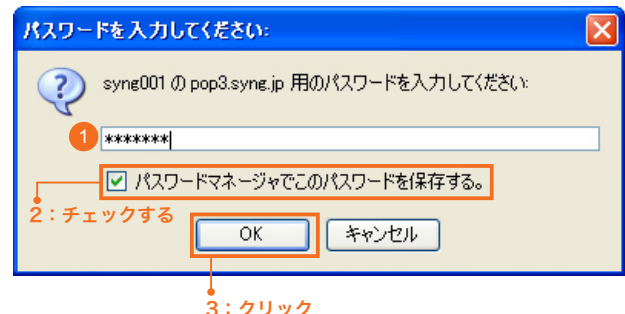 パスワードを入力してください:
syng001 の pop3.syng.jp 用のパスワードを入力してください:
1
*******
パスワードマネージャでこのパスワードを保存する。
2：チェックする
OK キャンセル
3：クリック